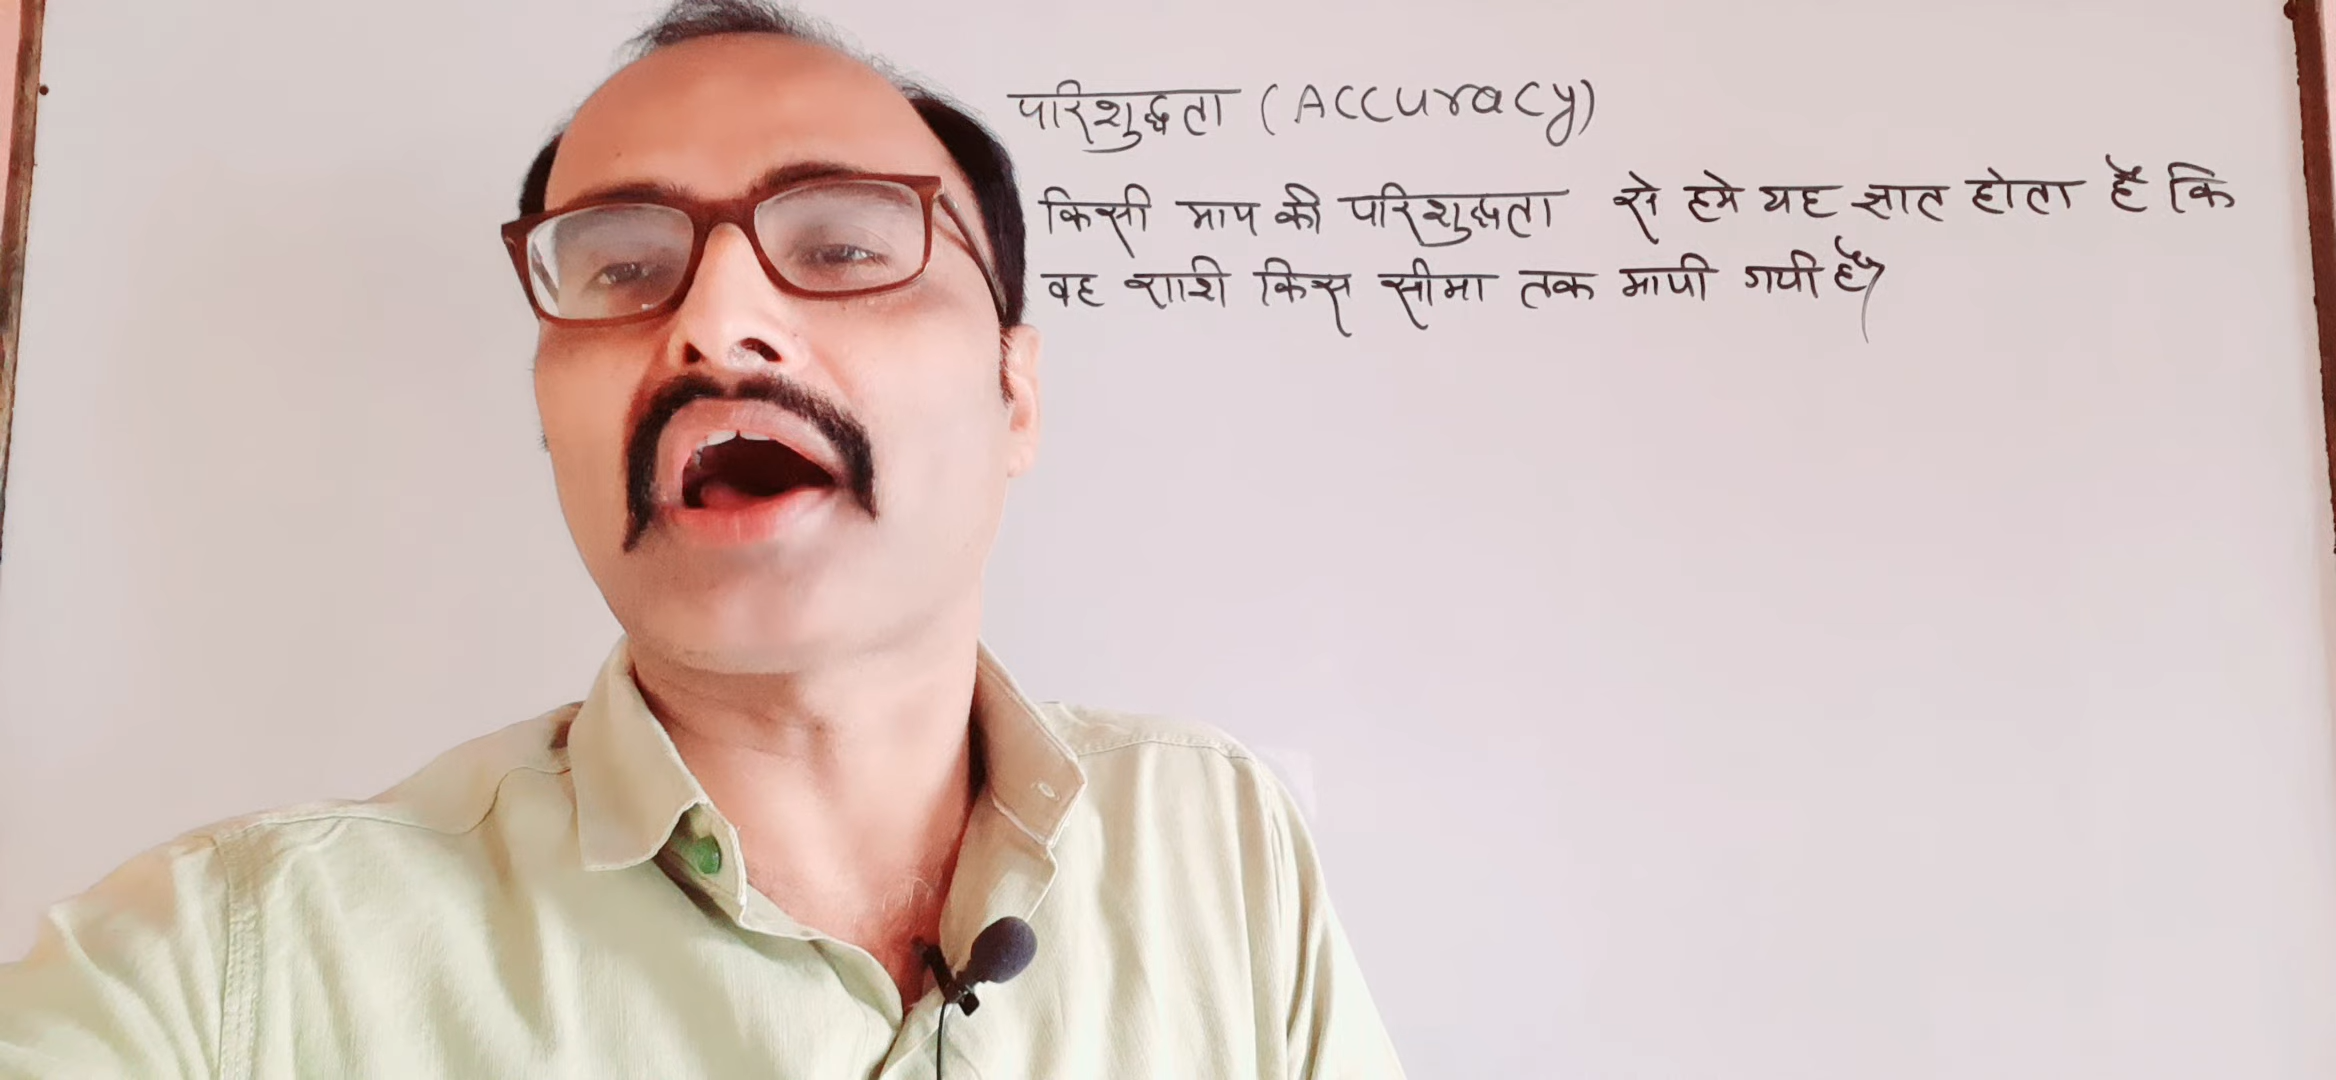 परिशुद्धता (Accuracy)
किसी माप की परिशुद्धता से हमे यह ज्ञात होता है कि
वह राशी किस सीमा तक मापी गयी है